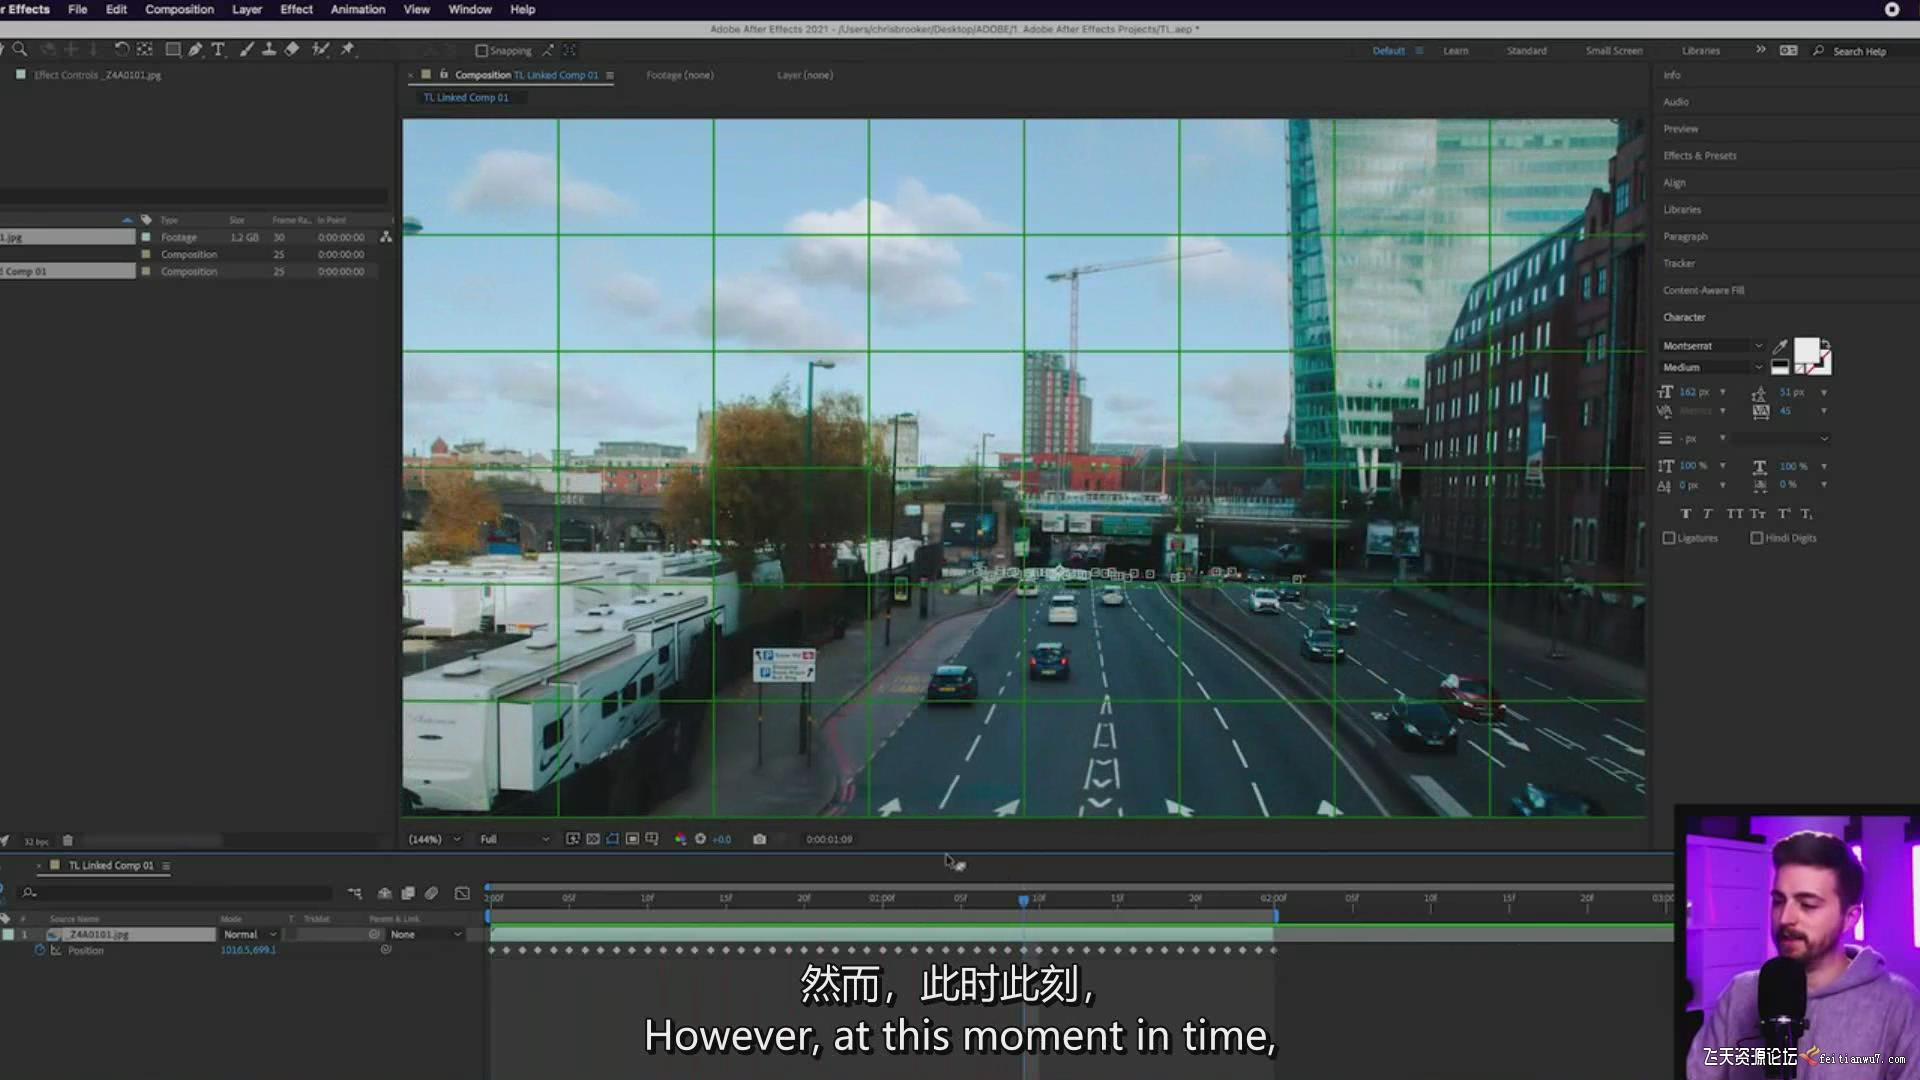 r Effects File Edit Composition Layer Effect Animation View Window Help
Adobe After Effects 2021 - /Users/chrisbrooker/Desktop/ADOBE/1. Adobe After Effects Projects/TL.aep *
Snapping
Default Learn Standard Small Screen Libraries Search Help
Effect Controls _Z4A0101.jpg
Composition TL Linked Comp 01
Footage (none)
Layer (none)
TL Linked Comp 01
Type Size Frame Ra.. In Point
1.jpg Footage 1.2 GB 30 0:00:00:00
Composition 25 0:00:00:00
d Comp 01 Composition 25 0:00:00:00
Info
Audio
Preview
Effects & Presets
Align
Libraries
Paragraph
Tracker
Content-Aware Fill
Character
Montserrat
Medium
162 px 51 px
Metrics 45
- px
100 % 100 %
0 px 0 %
Ligatures Hindi Digits
32 bpc
(144%) Full +0.0 0:00:01:09
TL Linked Comp 01
0:00f 05f 10f 15f 20f 01:00f 05f 10f 15f 20f 02:00f 05f 10f 15f 20f 03:00
# Source Name Mode T TrkMat Parent & Link
1 _Z4A0101.jpg Normal None
Position 1016.5,699.1
然而，此时此刻，
However, at this moment in time,
飞天资源论坛 feitianwu7.com